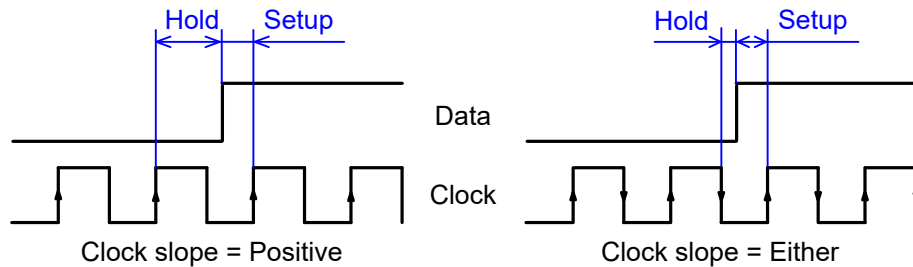 Hold Setup Hold Setup
Data
Clock
Clock slope = Positive Clock slope = Either